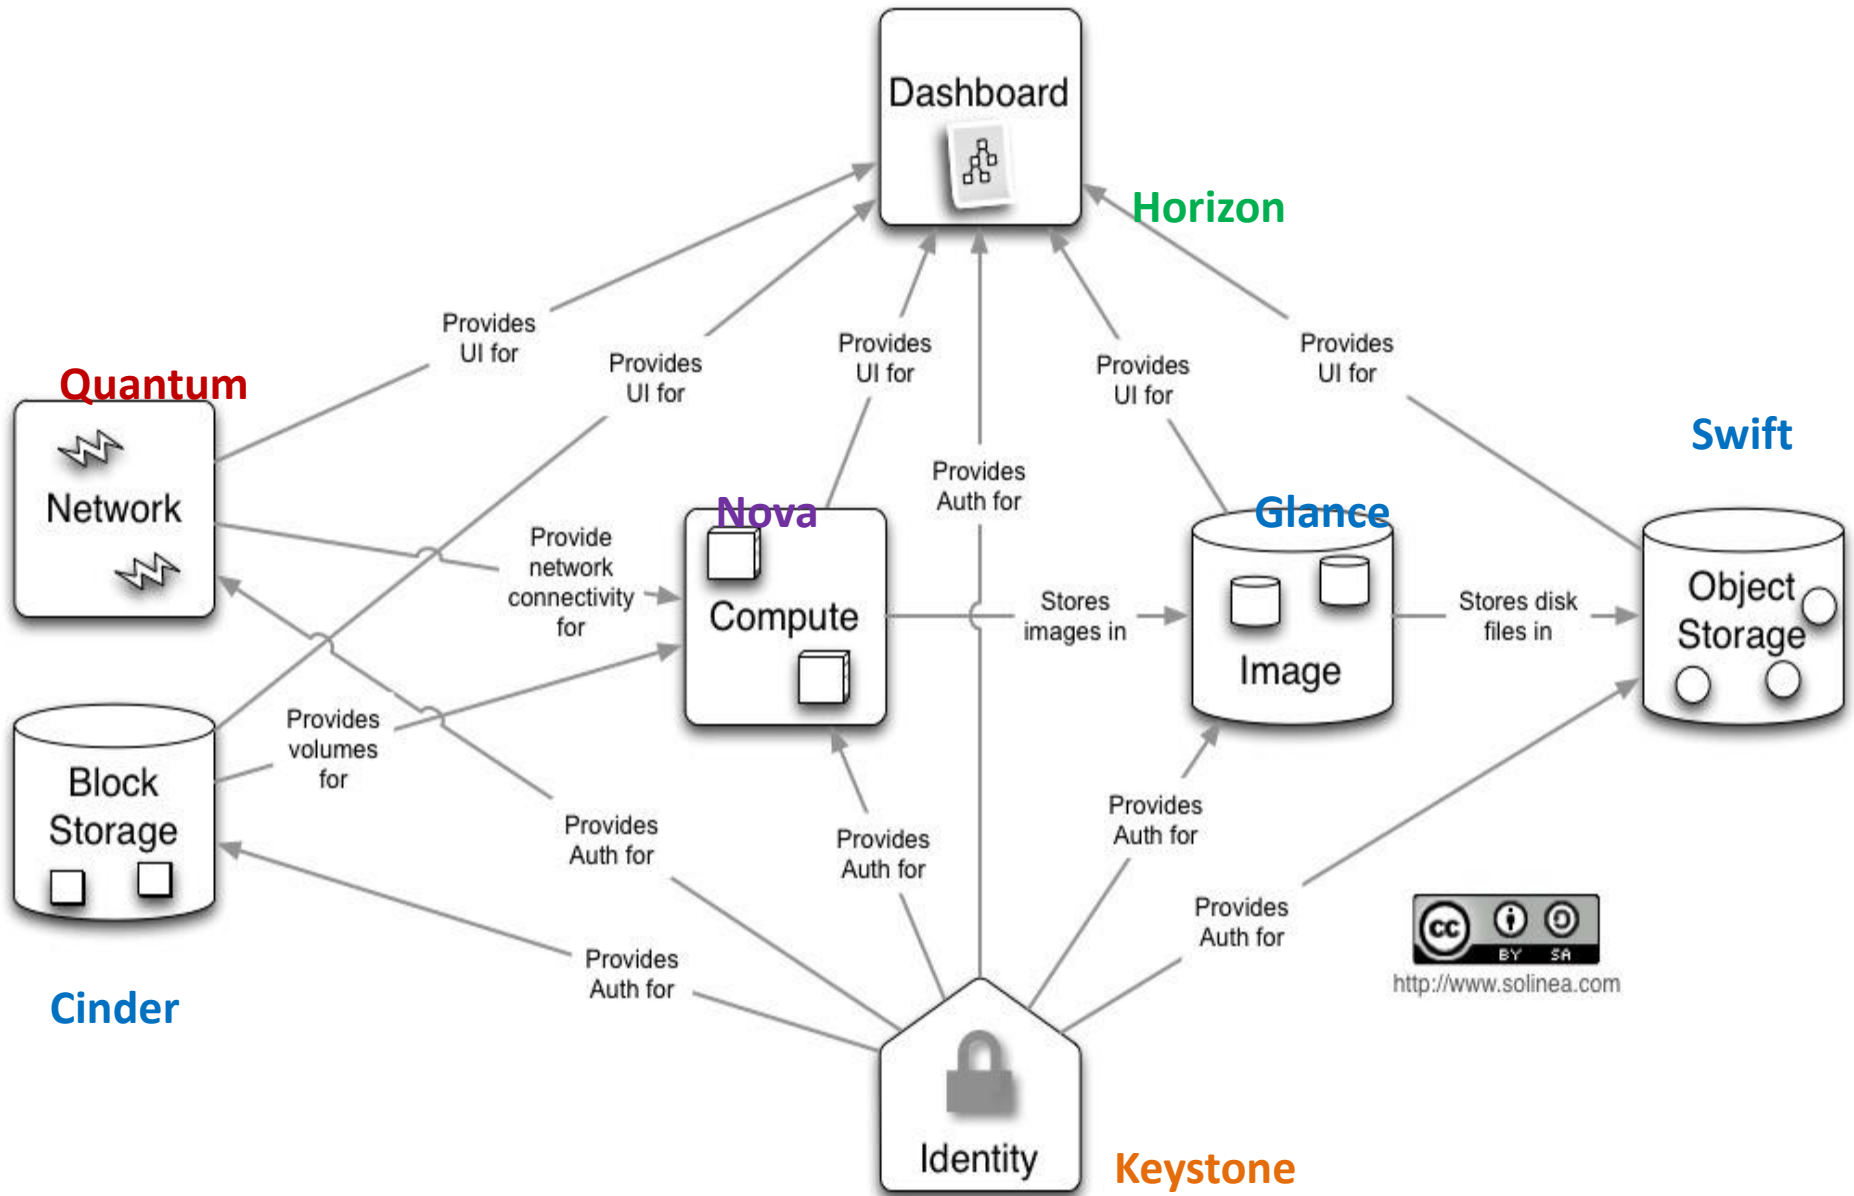 Dashboard
Horizon
Provides
UI for
Provides
UI for
Provides
UI for
Provides
UI for
Provides
UI for
Quantum
Network
Swift
Provides
Auth for
Nova
Compute
Glance
Image
Object
Storage
Provide
network
connectivity
for
Stores
images in
Stores disk
files in
Provides
volumes
for
Block
Storage
Cinder
Provides
Auth for
Provides
Auth for
Provides
Auth for
Provides
Auth for
Provides
Auth for
cc
BY SA
http://www.solinea.com
Identity
Keystone